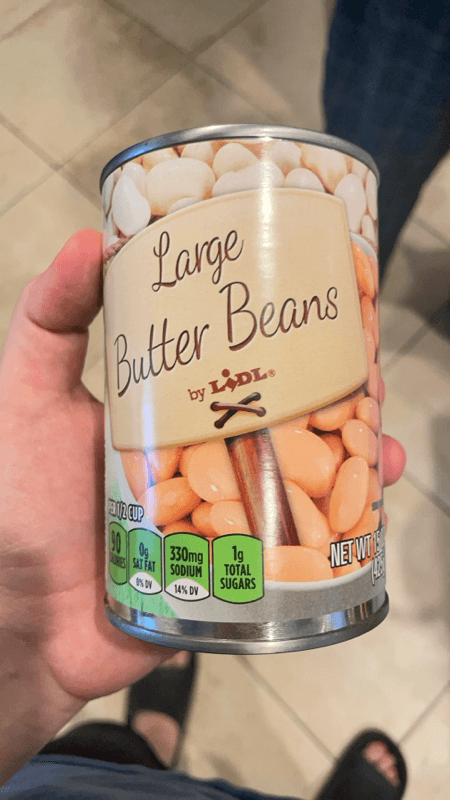 Large
Butter Beans
by LIDL®
PER 1/2 CUP
90
CALORIES
0g
SAT FAT
0% DV
330mg
SODIUM
14% DV
1g
TOTAL
SUGARS
NET WT